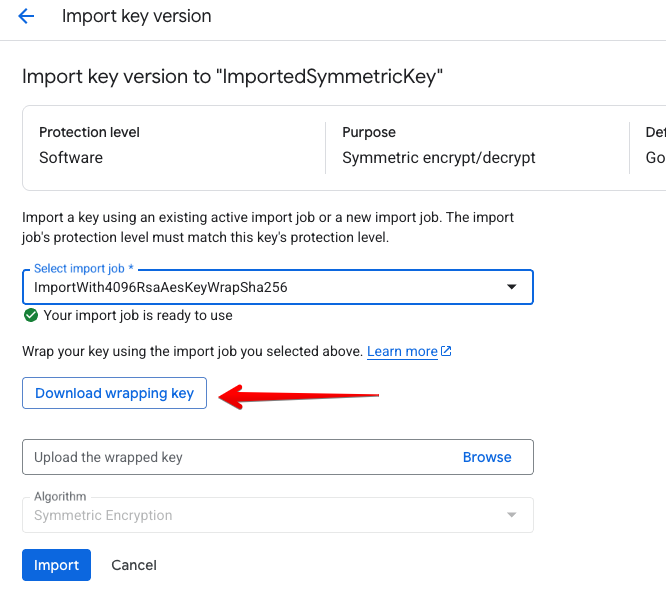 Import key version
Import key version to "ImportedSymmetricKey"
Protection level
Software
Purpose
Symmetric encrypt/decrypt
Def
Go
Import a key using an existing active import job or a new import job. The import
job's protection level must match this key's protection level.
Select import job *
ImportWith4096RsaAesKeyWrapSha256
Your import job is ready to use
Wrap your key using the import job you selected above. Learn more
Download wrapping key
Upload the wrapped key Browse
Algorithm
Symmetric Encryption
Import Cancel